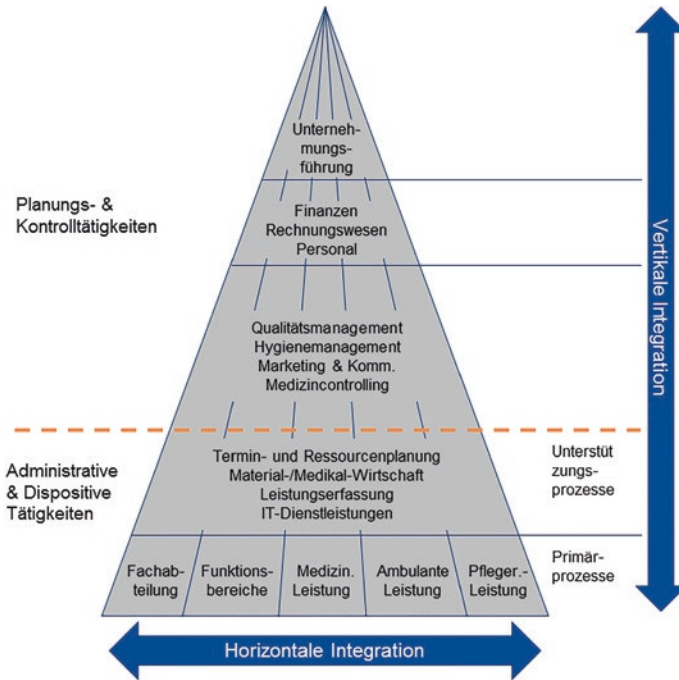 Unterneh-
mungs-
führung
Planungs- &
Kontrolltätigkeiten
Finanzen
Rechnungswesen
Personal
Qualitätsmanagement
Hygienemanagement
Marketing & Komm.
Medizincontrolling
Vertikale Integration
Administrative
& Dispositive
Tätigkeiten
Termin- und Ressourcenplanung
Material-/Medikal-Wirtschaft
Leistungserfassung
IT-Dienstleistungen
Unterstüt
zungs-
prozesse
Fachab-
teilung
Funktions-
bereiche
Medizin.
Leistung
Ambulante
Leistung
Pfleger.-
Leistung
Primär-
prozesse
Horizontale Integration